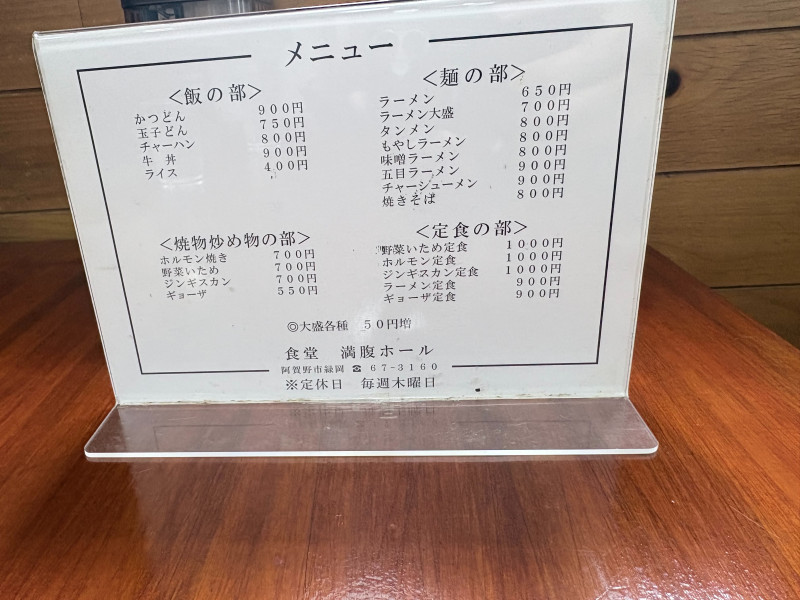 メニュー
＜飯の部＞
かつどん 900円
玉子どん 750円
チャーハン 800円
牛 丼 900円
ライス 400円
＜麺の部＞
ラーメン 650円
ラーメン大盛 700円
タンメン 800円
もやしラーメン 800円
味噌ラーメン 800円
五目ラーメン 900円
チャーシューメン 900円
焼きそば 800円
＜焼物炒め物の部＞
ホルモン焼き 700円
野菜いため 700円
ジンギスカン 700円
ギョーザ 550円
＜定食の部＞
野菜いため定食 1000円
ホルモン定食 1000円
ジンギスカン定食 1000円
ラーメン定食 900円
ギョーザ定食 900円
◎大盛各種 50円増
食堂 満腹ホール
阿賀野市緑岡 ☎ 67-3160
※定休日 毎週木曜日